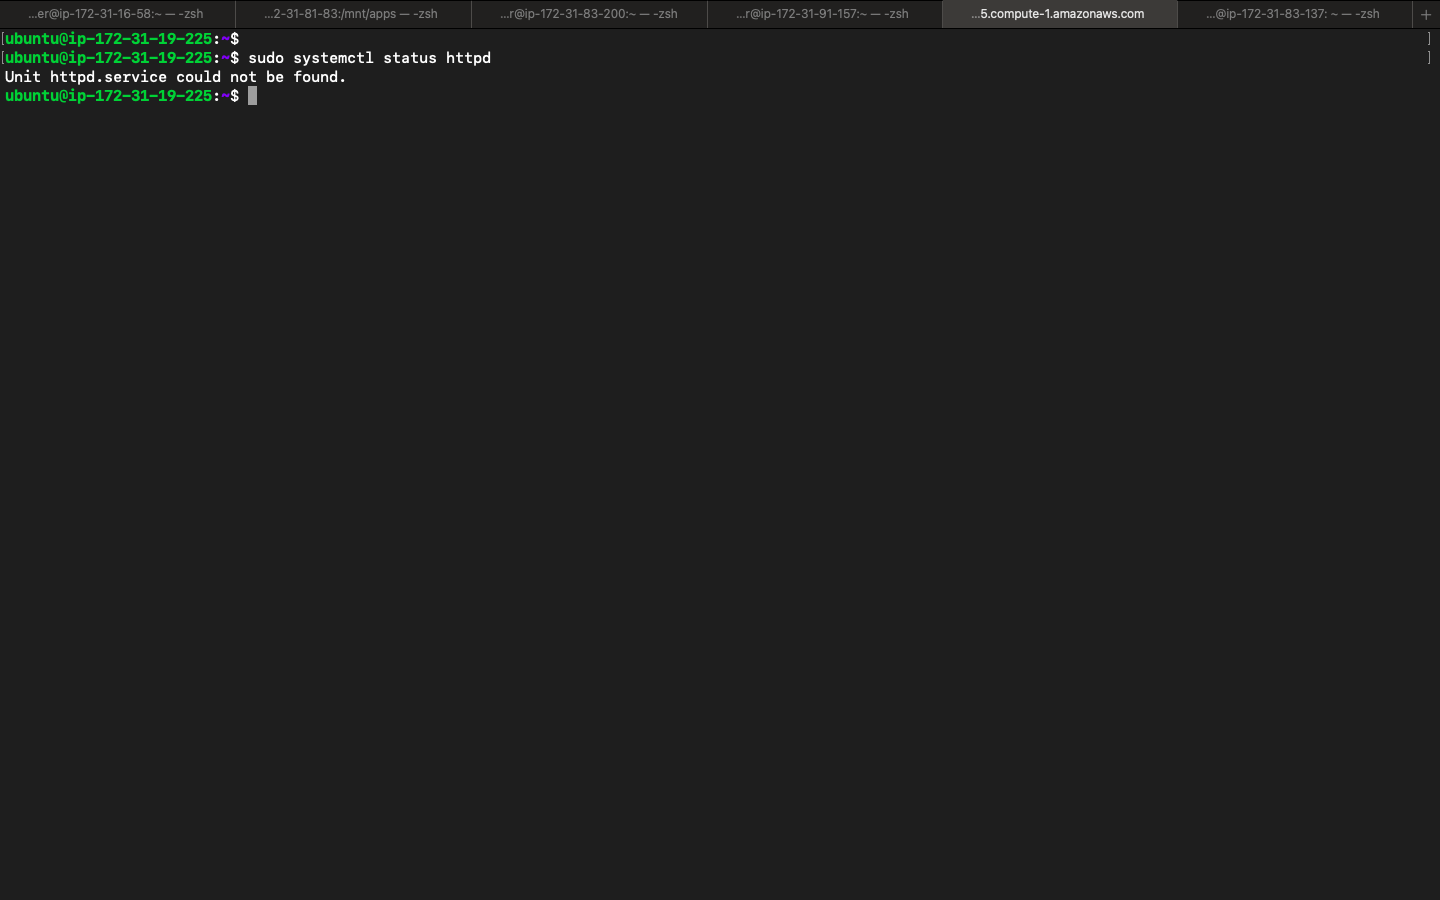 ...er@ip-172-31-16-58:~ — -zsh
...2-31-81-83:/mnt/apps — -zsh
...r@ip-172-31-83-200:~ — -zsh
...r@ip-172-31-91-157:~ — -zsh
...5.compute-1.amazonaws.com
...@ip-172-31-83-137: ~ — -zsh
+
[ubuntu@ip-172-31-19-225:~$ ]
[ubuntu@ip-172-31-19-225:~$ sudo systemctl status httpd ]
Unit httpd.service could not be found.
ubuntu@ip-172-31-19-225:~$